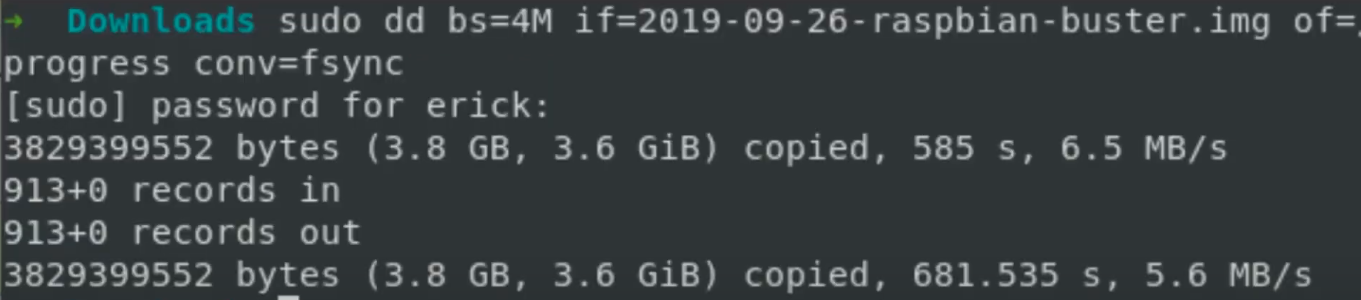 → Downloads sudo dd bs=4M if=2019-09-26-raspbian-buster.img of=
progress conv=fsync
[sudo] password for erick:
3829399552 bytes (3.8 GB, 3.6 GiB) copied, 585 s, 6.5 MB/s
913+0 records in
913+0 records out
3829399552 bytes (3.8 GB, 3.6 GiB) copied, 681.535 s, 5.6 MB/s